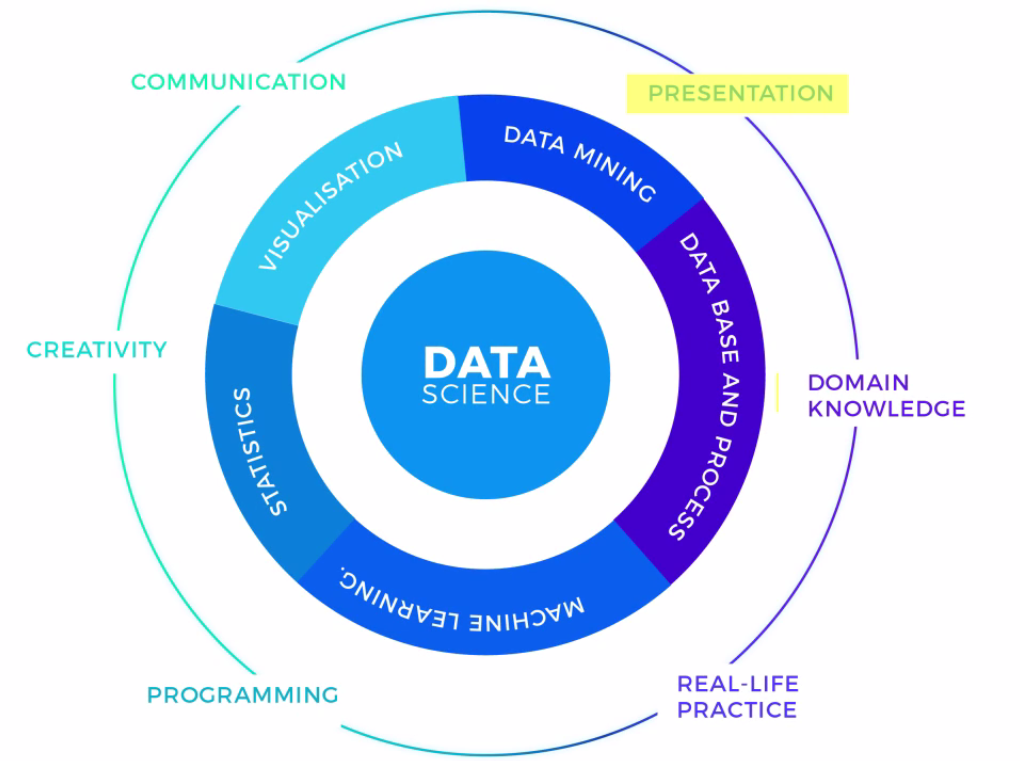 COMMUNICATION
PRESENTATION
VISUALISATION
DATA MINING
DATA BASE AND PROCESS
DATA
SCIENCE
CREATIVITY
DOMAIN
KNOWLEDGE
STATISTICS
MACHINE LEARNING.
PROGRAMMING
REAL-LIFE
PRACTICE